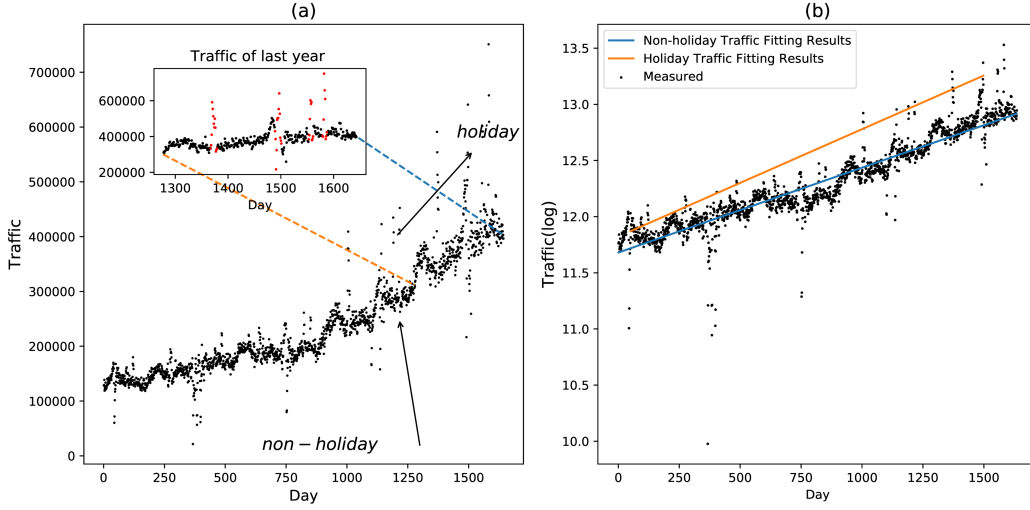 (a)
Traffic of last year
700000
600000
500000
400000
300000
200000
100000
0
Traffic
600000
400000
200000
1300
1400
1500
1600
Day
holiday
non − holiday
0
250
500
750
1000
1250
1500
Day
(b)
Non-holiday Traffic Fitting Results
Holiday Traffic Fitting Results
Measured
13.5
13.0
12.5
12.0
11.5
11.0
10.5
10.0
Traffic(log)
0
250
500
750
1000
1250
1500
Day